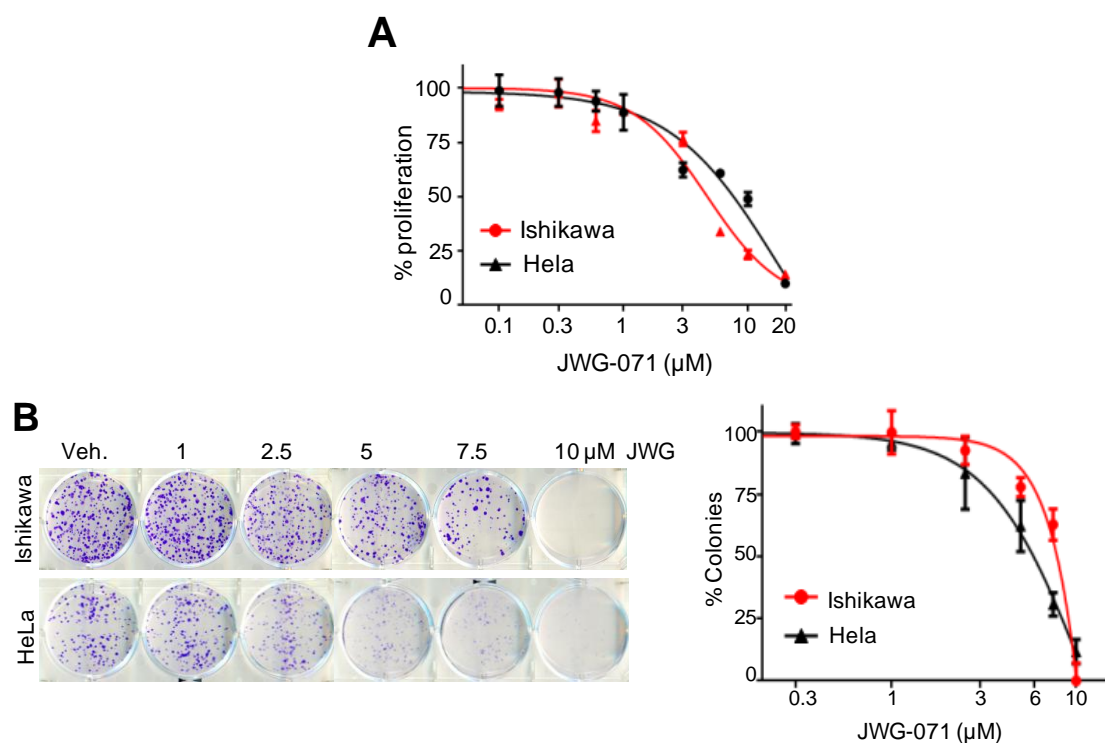 A
100
75
50
25
0
% proliferation
Ishikawa
Hela
0.1 0.3 1 3 10 20
JWG-071 (µM)
B
Veh. 1 2.5 5 7.5 10 µM JWG
Ishikawa
HeLa
100
75
50
25
0
% Colonies
Ishikawa
Hela
0.3 1 3 6 10
JWG-071 (µM)